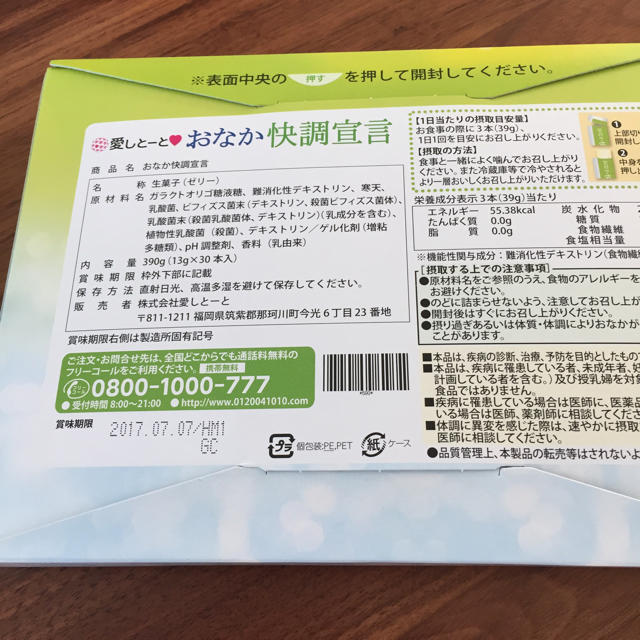 ※表面中央の 押す を押して開封してください。
愛しとーと おなか快調宣言
商品名 おなか快調宣言
名称 生菓子(ゼリー)
原材料名 ガラクトオリゴ糖液糖、難消化性デキストリン、寒天、
乳酸菌、ビフィズス菌末(デキストリン、殺菌ビフィズス菌体)、
乳酸菌末(殺菌乳酸菌体、デキストリン)(乳成分を含む)、
植物性乳酸菌(殺菌)、デキストリン/ゲル化剤(増粘
多糖類)、pH調整剤、香料(乳由来)
内容量 390g(13g×30本入)
賞味期限 枠外下部に記載
保存方法 直射日光、高温多湿を避けて保存してください。
販売者 株式会社愛しとーと
〒811-1211 福岡県筑紫郡那珂川町今光6丁目23番地
賞味期限右側は製造所固有記号
ご注文・お問合せ先は、全国どこからでも通話料無料の
フリーコールをご利用ください。 携帯無料
0800-1000-777
●受付時間 8:00~21:00 ●http://www.0120041010.com
賞味期限 2017.07.07/HM1
GC
プラ 個包装:PE,PET 紙 ケース
【1日当たりの摂取目安量】
お食事の際に3本(39g)、
1日1回を目安にお召し上がりください。
【摂取の方法】
食事と一緒によく噛んでお召し上がり
ください。また冷蔵庫等で冷やされると
より一層おいしくお召し上がりいただけます。
1 上部切り
開封し
2 中身を
押し
栄養成分表示 3本(39g)当たり
エネルギー 55.38kcal 炭水化物
たんぱく質 0.0g 糖質
脂質 0.0g 食物繊維
食塩相当量
※機能性関与成分:難消化性デキストリン(食物繊維
[摂取する上での注意事項]
●原材料名をご参照のうえ、食物のアレルギーを
お避けください。
●のどに詰まらせないよう、注意してお召し上が
●開封後はすぐにお召し上がりください。
●摂り過ぎあるいは体質・体調によりおなかが
ことがあります。
■本品は、疾病の診断、治療、予防を目的としたもの
■本品は、疾病に罹患している者、未成年者、妊
計画している者を含む。)及び授乳婦を対
食品ではありません。
■疾病に罹患している場合は医師に、医薬品
いる場合は医師、薬剤師に相談してくださ
■体調に異変を感じた際は、速やかに摂取
医師に相談してください。
●品質管理上、本製品の転売等はされないよ